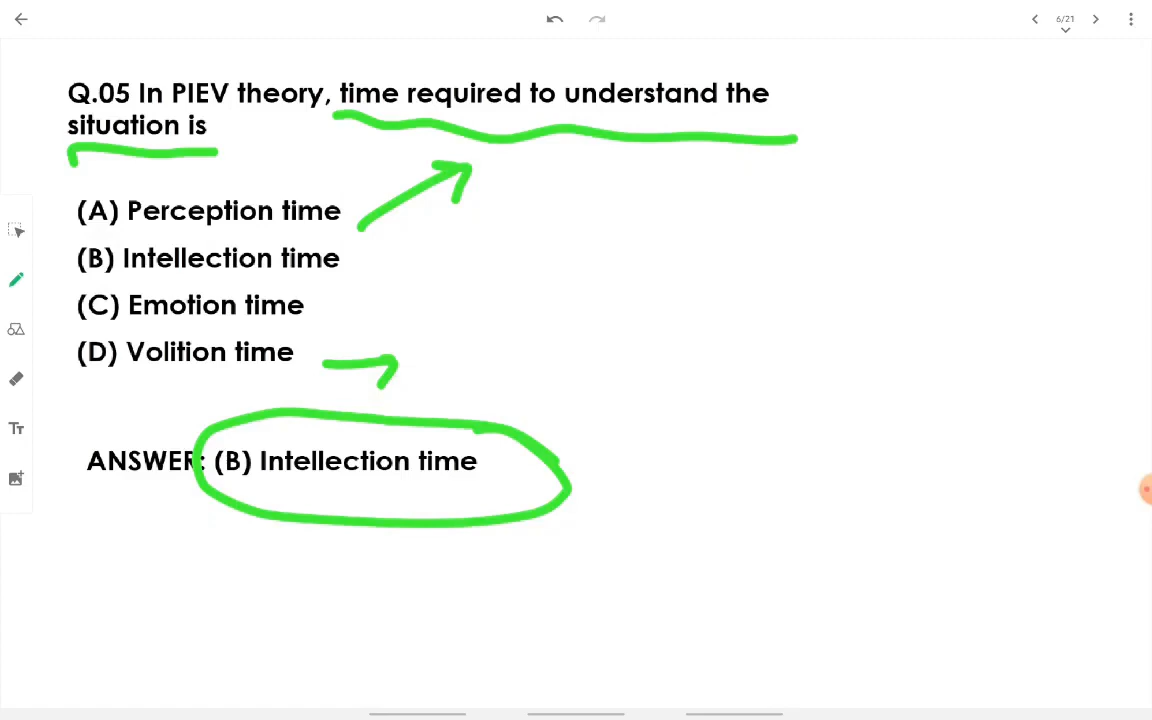 6/21
Q.05 In PIEV theory, time required to understand the
situation is
(A) Perception time
(B) Intellection time
(C) Emotion time
(D) Volition time
ANSWER: (B) Intellection time
Tт